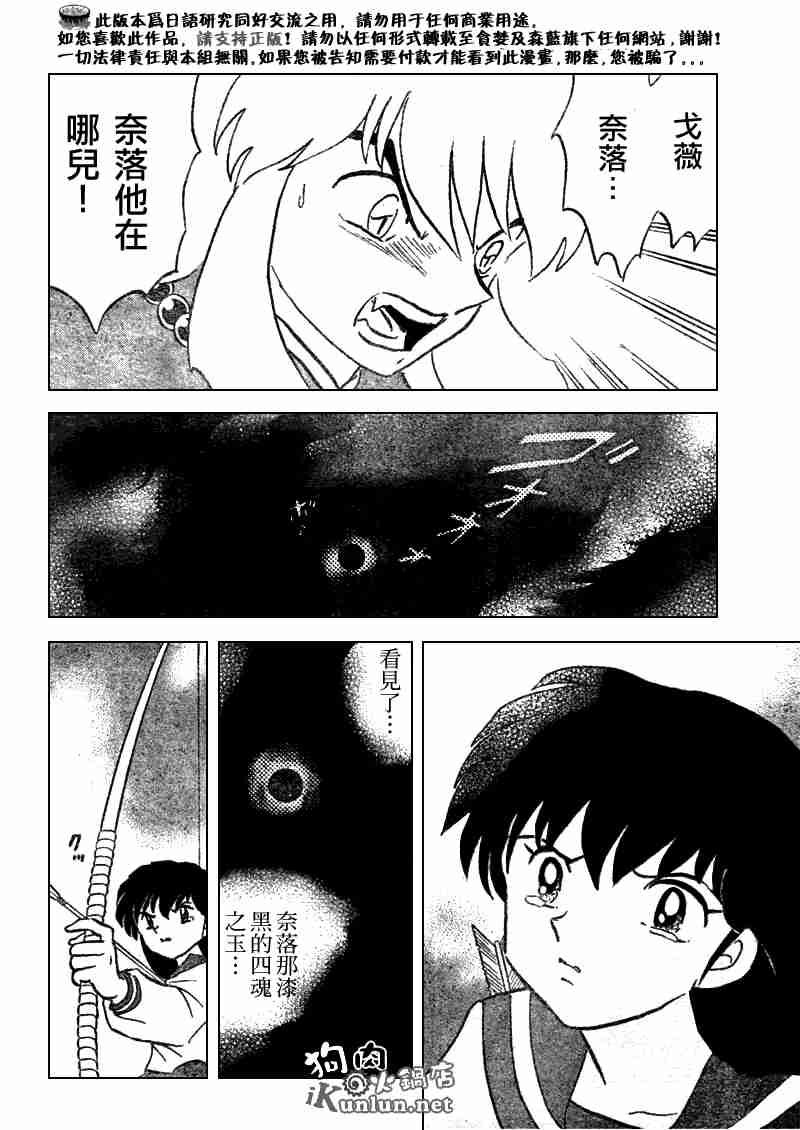 此版本爲日語研究同好交流之用，請勿用于任何商業用途。
如您喜歡此作品，請支持正版！請勿以任何形式轉載至貪婪及森藍旗下任何網站，謝謝！
一切法律責任與本組無關。如果您被告知需要付款才能看到此漫畫，那麼，您被騙了。。。
戈薇
奈落…
奈落他在
哪兒！
看見了…
奈落那漆
黑的四魂
之玉…
グッ…
狗肉
火鍋店
iKunlun.net